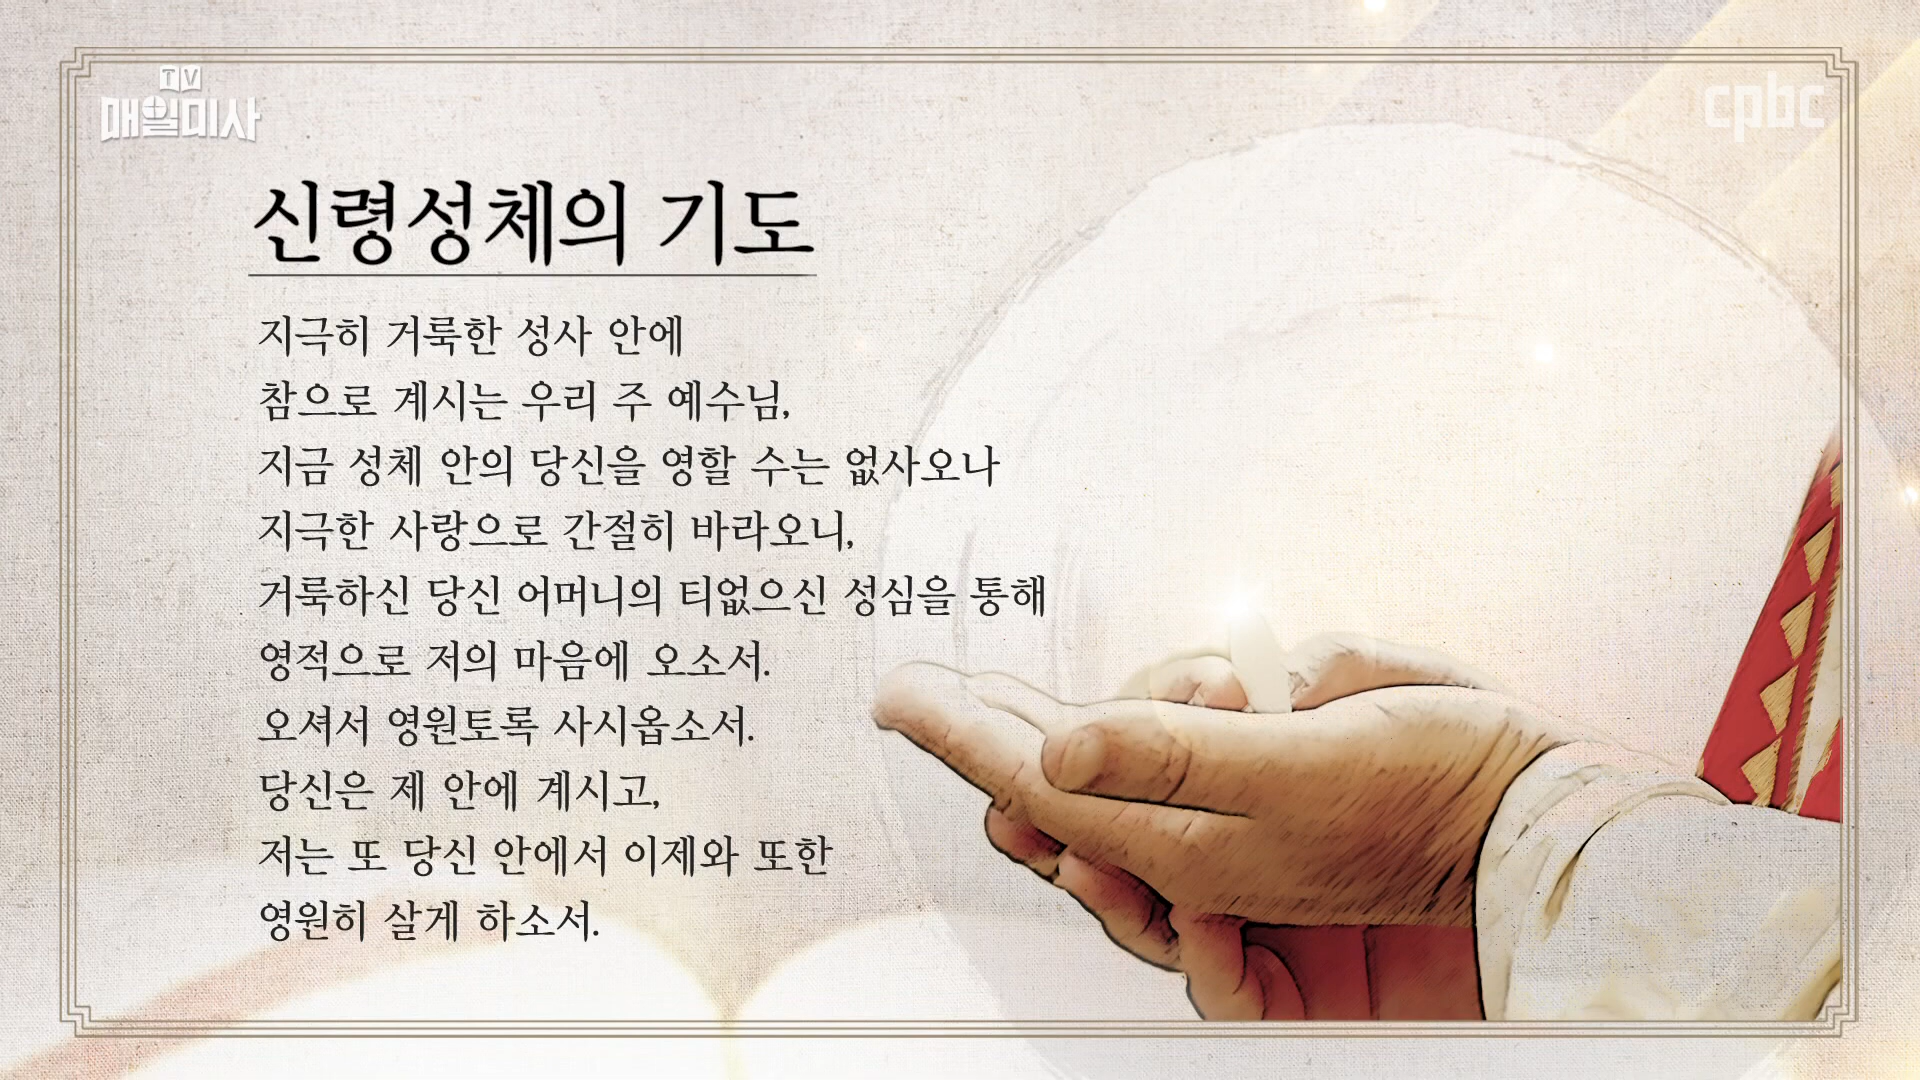 TV
매일미사
cpbc
신령성체의 기도
지극히 거룩한 성사 안에
참으로 계시는 우리 주 예수님,
지금 성체 안의 당신을 영할 수는 없사오나
지극한 사랑으로 간절히 바라오니,
거룩하신 당신 어머니의 티없으신 성심을 통해
영적으로 저의 마음에 오소서.
오셔서 영원토록 사시옵소서.
당신은 제 안에 계시고,
저는 또 당신 안에서 이제와 또한
영원히 살게 하소서.